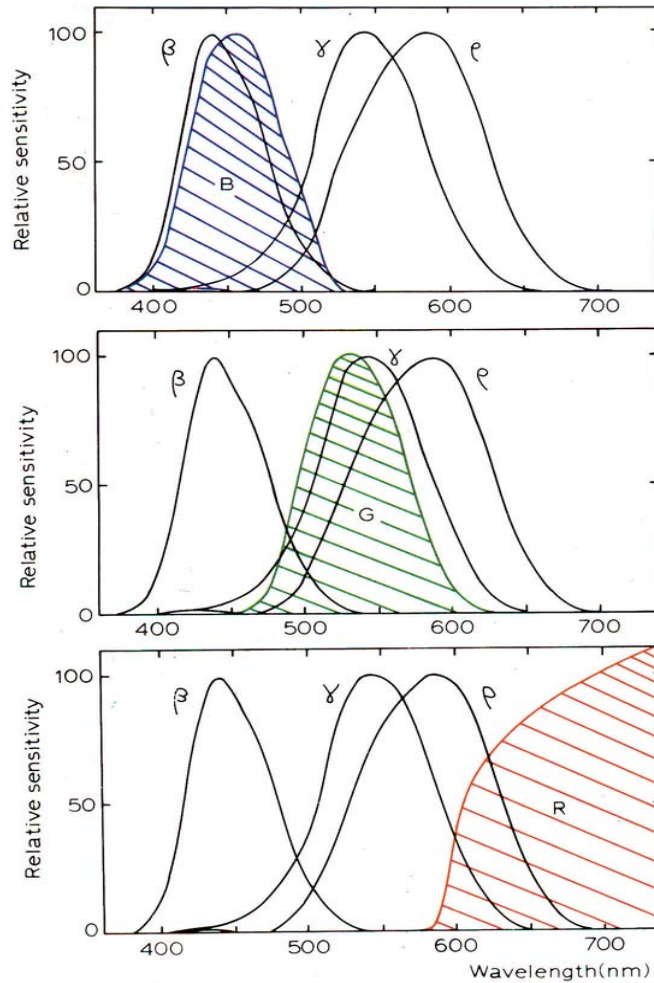 Relative sensitivity
100
50
0
β
γ
ρ
B
400
500
600
700
Relative sensitivity
100
50
0
β
γ
ρ
G
400
500
600
700
Relative sensitivity
100
50
0
β
γ
ρ
R
400
500
600
700
Wavelength(nm)